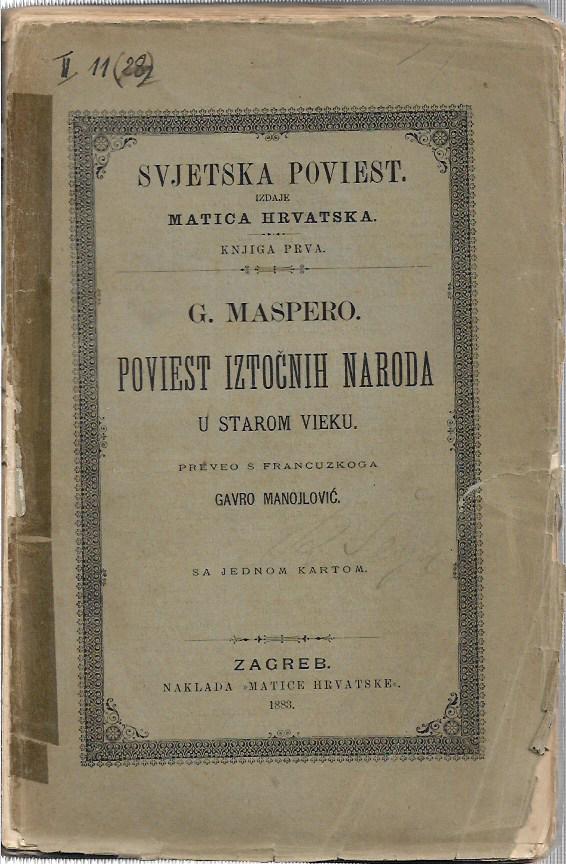 II 11 (28)
SVJETSKA POVIEST.
IZDAJE
MATICA HRVATSKA.
KNJIGA PRVA.
G. MASPERO.
POVIEST IZTOČNIH NARODA
U STAROM VIEKU.
PREVEO S FRANCUZKOGA
GAVRO MANOJLOVIĆ.
SA JEDNOM KARTOM.
ZAGREB.
NAKLADA »MATICE HRVATSKE«.
1883.